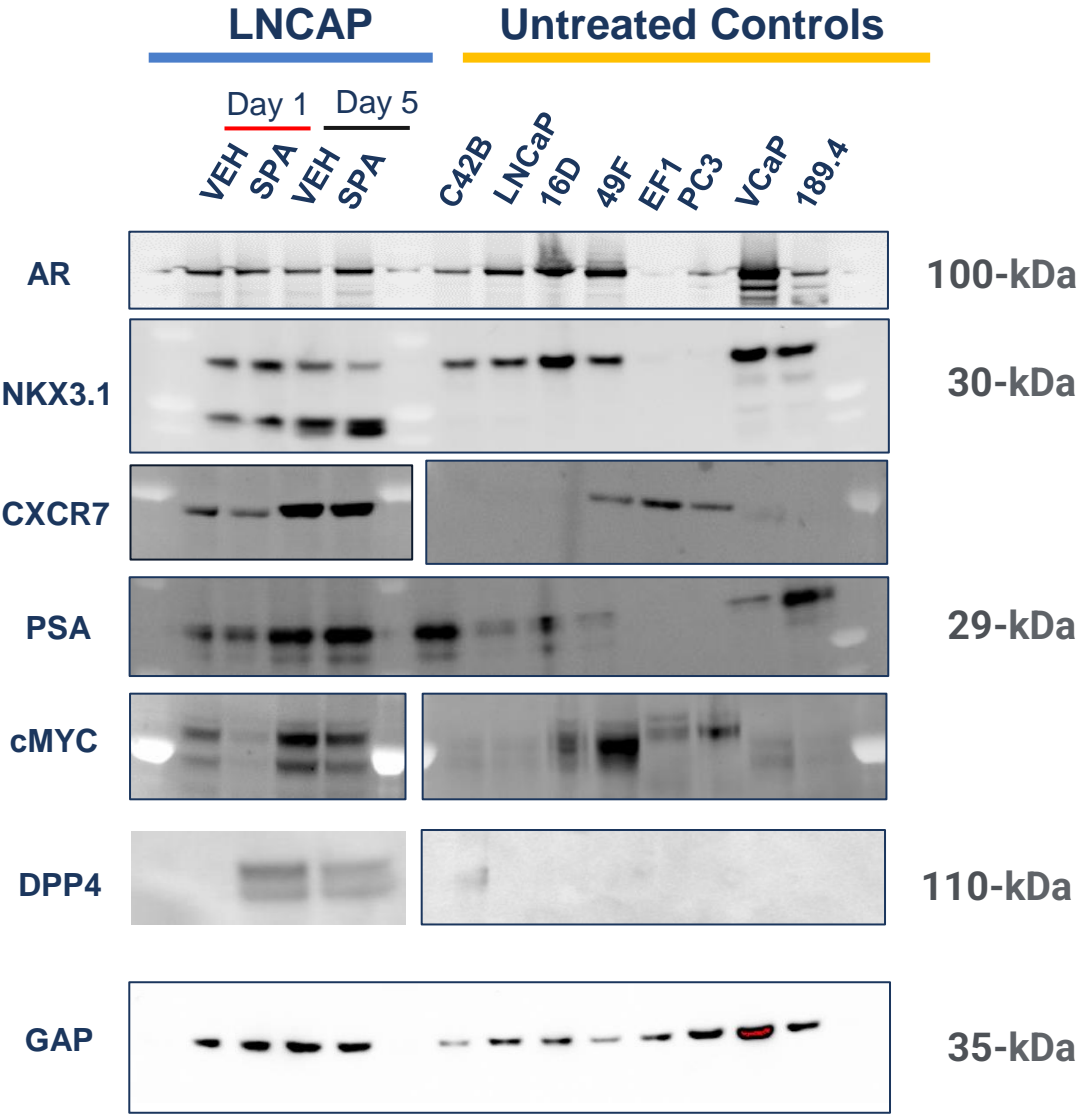 LNCAP
Untreated Controls
Day 1
Day 5
VEH
SPA
VEH
SPA
C42B
LNCaP
16D
49F
EF1
PC3
VCaP
189.4
AR
100-kDa
NKX3.1
30-kDa
CXCR7
PSA
29-kDa
cMYC
DPP4
110-kDa
GAP
35-kDa